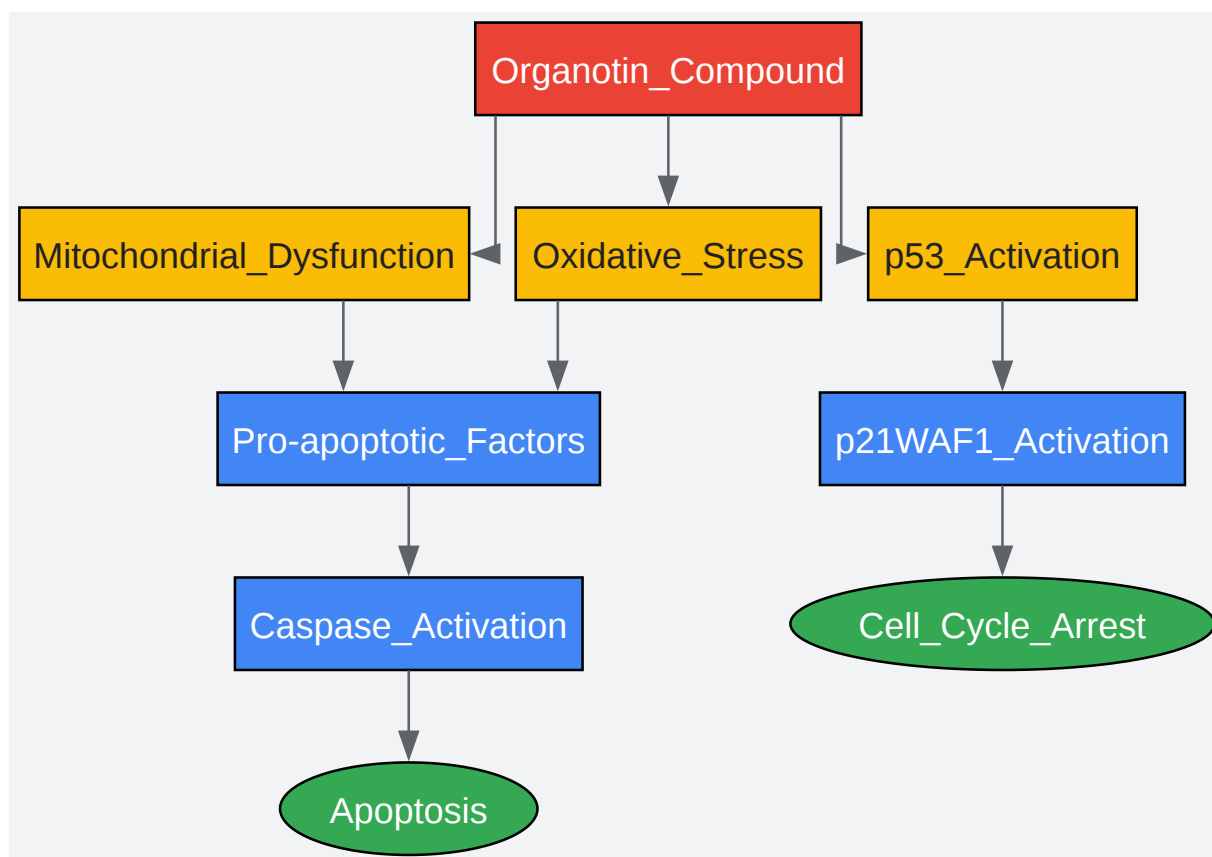 Organotin_Compound
Mitochondrial_Dysfunction
Oxidative_Stress
p53_Activation
Pro-apoptotic_Factors
p21WAF1_Activation
Caspase_Activation
Cell_Cycle_Arrest
Apoptosis